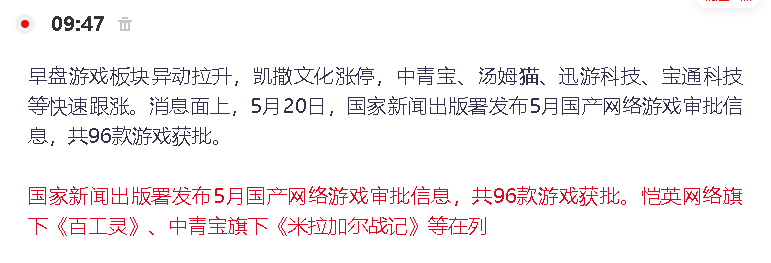 09:47
早盘游戏板块异动拉升，凯撒文化涨停，中青宝、汤姆猫、迅游科技、宝通科技
等快速跟涨。消息面上，5月20日，国家新闻出版署发布5月国产网络游戏审批信
息，共96款游戏获批。
国家新闻出版署发布5月国产网络游戏审批信息，共96款游戏获批。恺英网络旗
下《百工灵》、中青宝旗下《米拉加尔战记》等在列